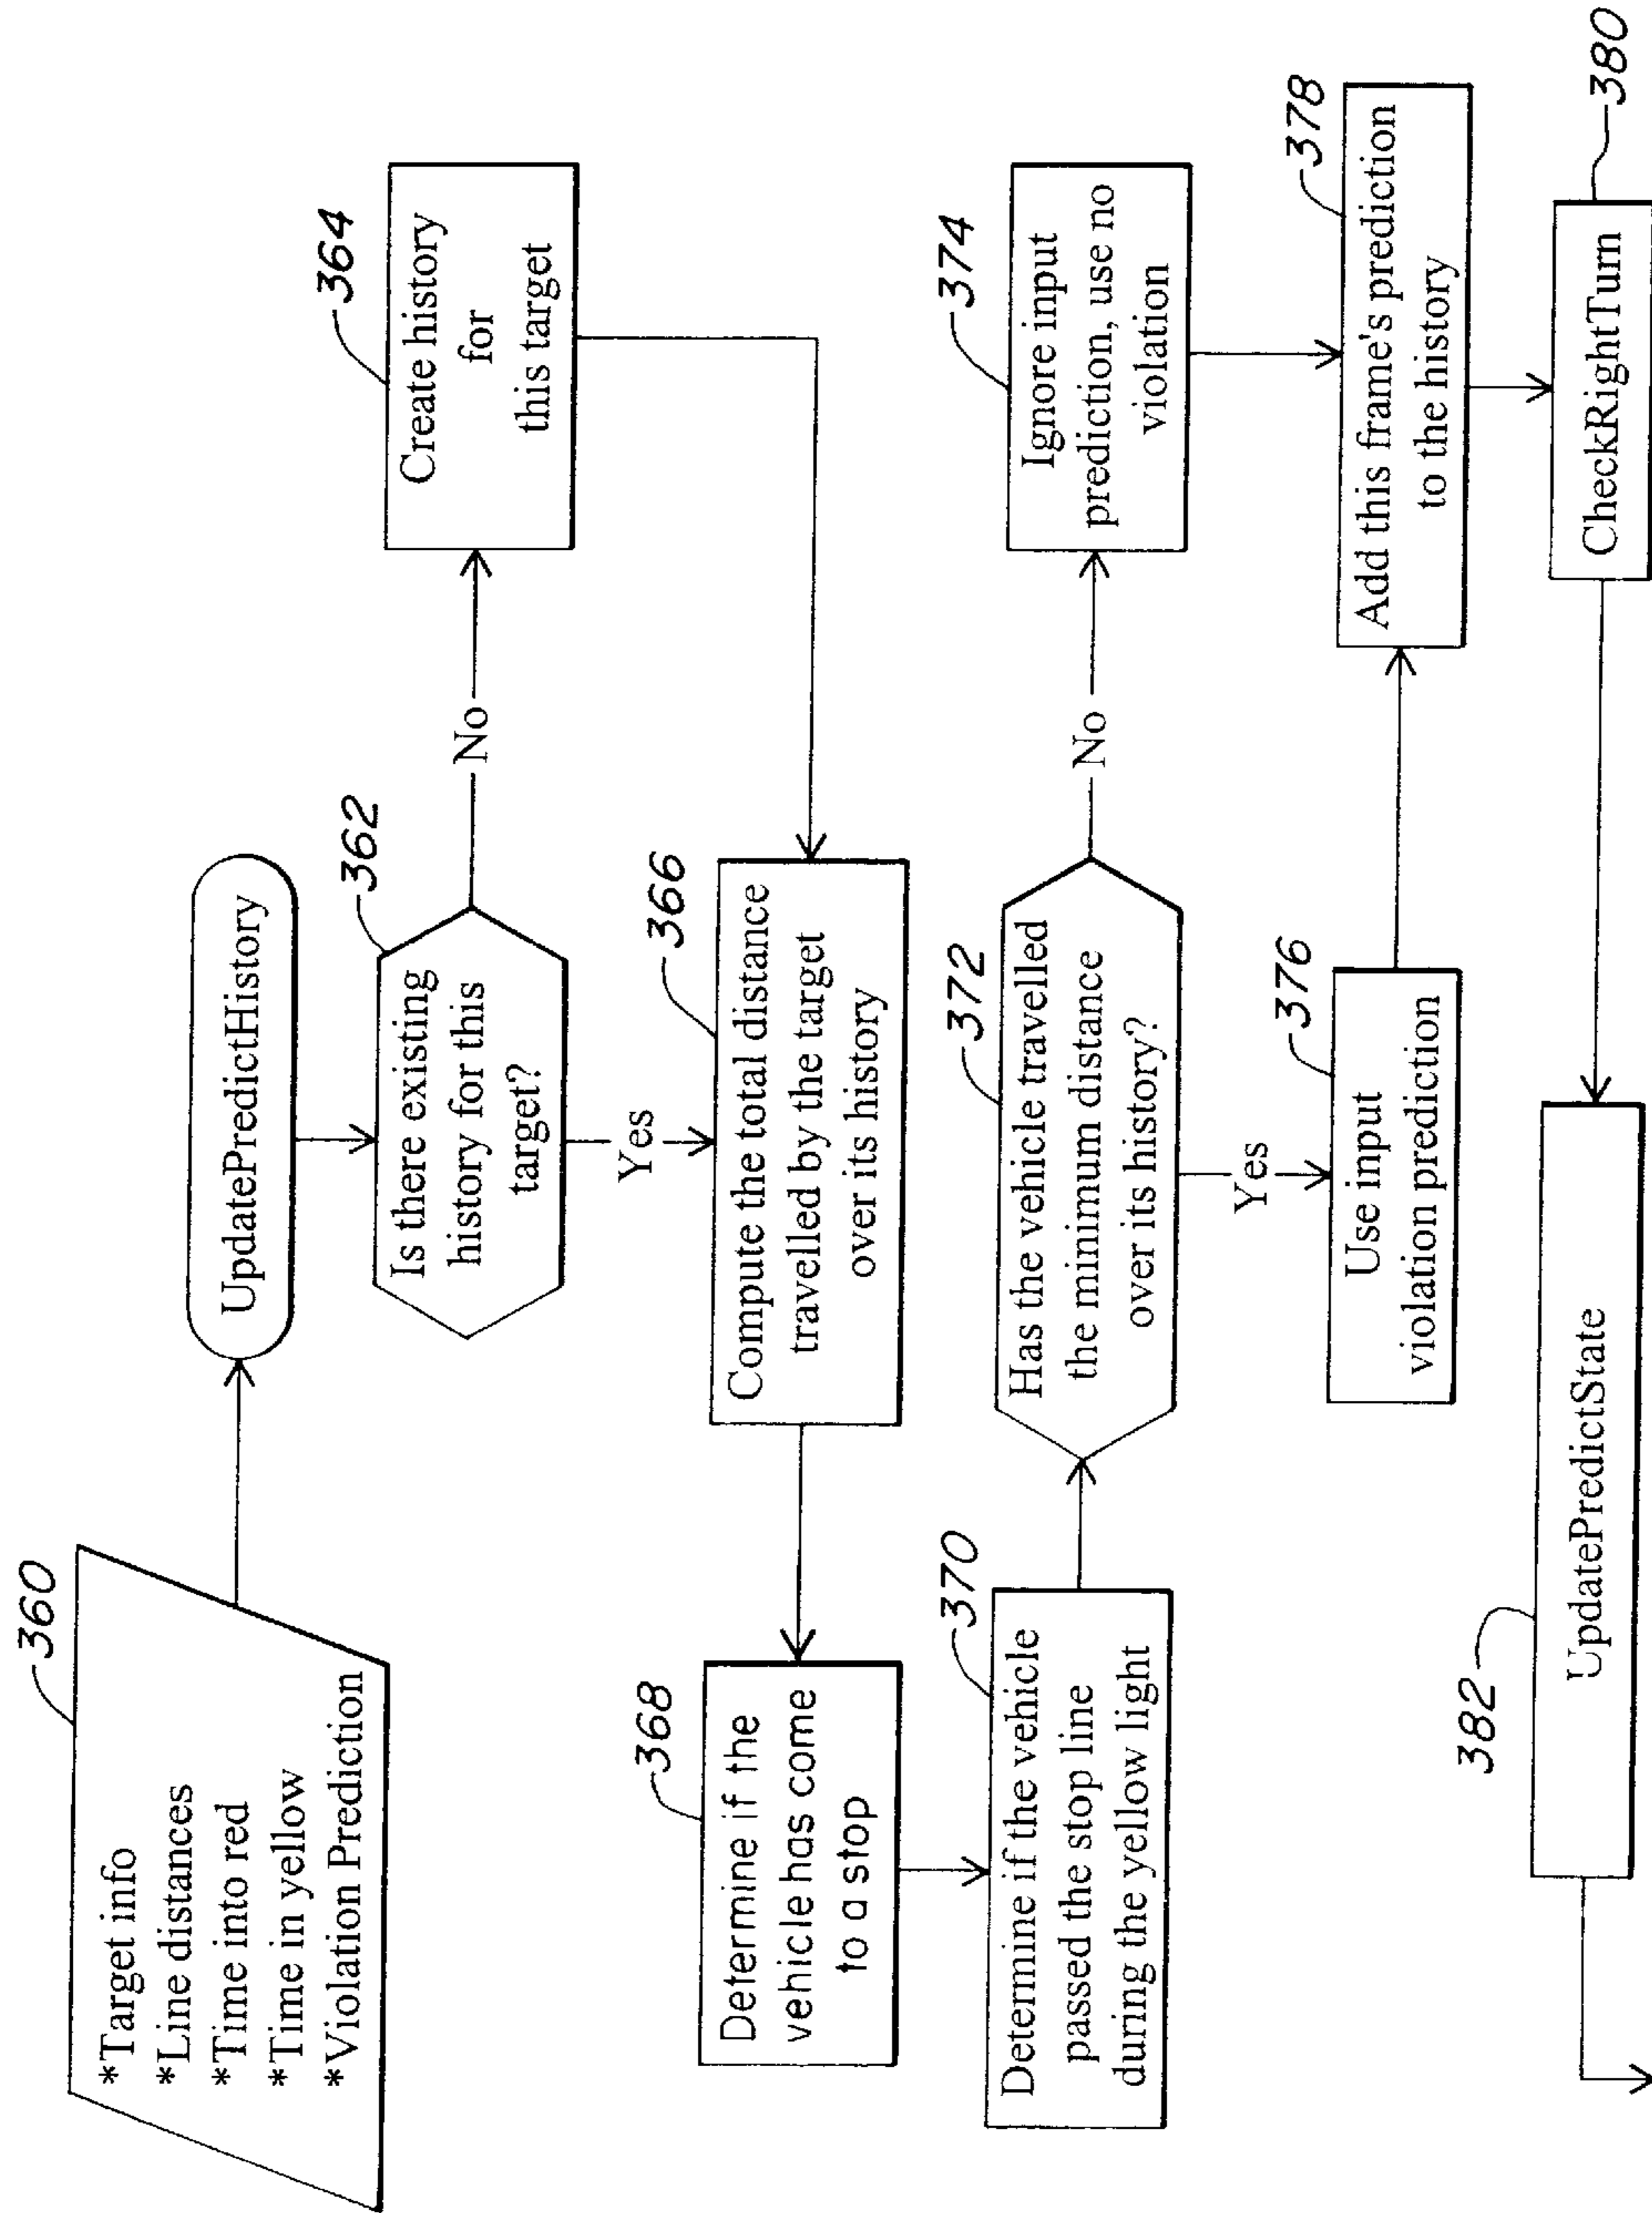 360
*Target info
*Line distances
*Time into red
*Time in yellow
*Violation Prediction
UpdatePredictHistory
362
Is there existing
history for this
target?
No
364
Create history
for
this target
Yes
366
Compute the total distance
travelled by the target
over its history
368
Determine if the
vehicle has come
to a stop
370
Determine if the vehicle
passed the stop line
during the yellow light
372
Has the vehicle travelled
the minimum distance
over its history?
No
374
Ignore input
prediction, use no
violation
Yes
376
Use input
violation prediction
378
Add this frame's prediction
to the history
380
CheckRightTurn
382
UpdatePredictState